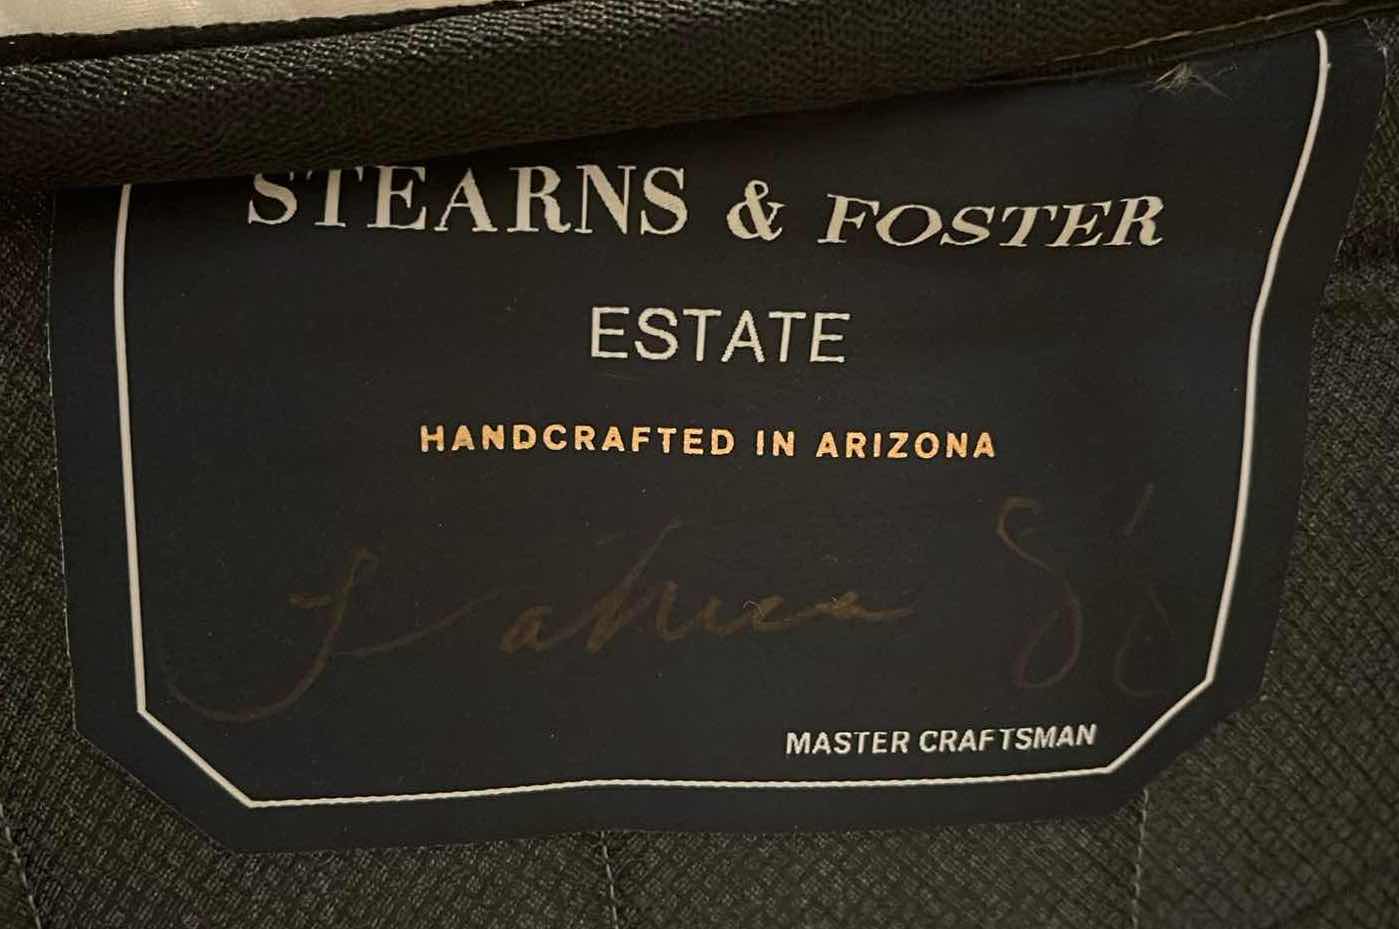 STEARNS & FOSTER
ESTATE
HANDCRAFTED IN ARIZONA
MASTER CRAFTSMAN